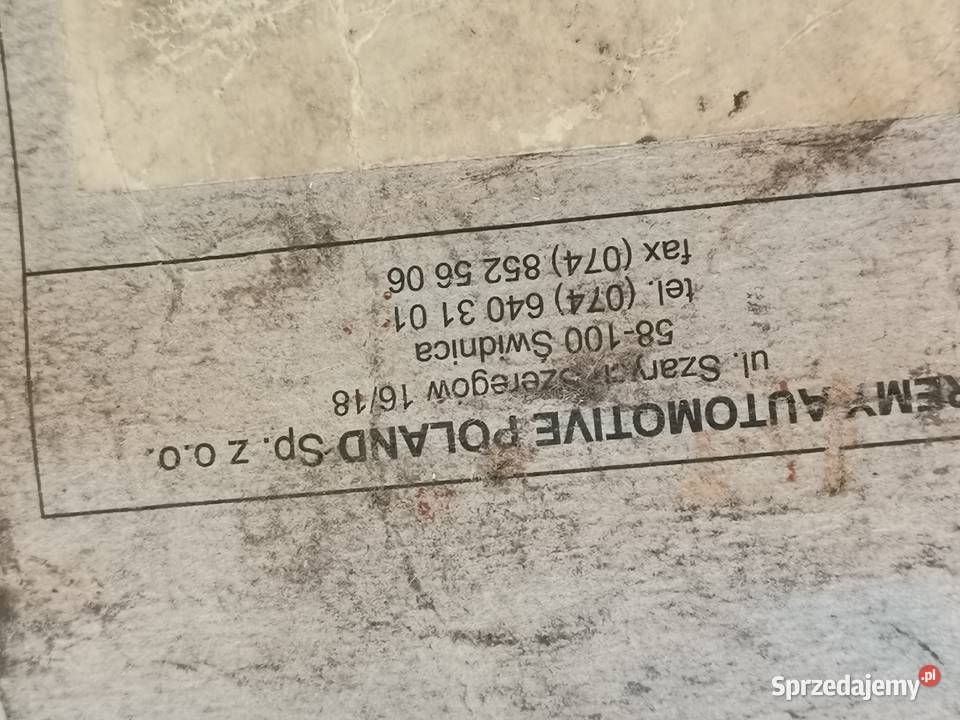 REMY AUTOMOTIVE POLAND Sp. z o.o.
ul. Szarych Szeregów 16/18
58-100 Świdnica
tel. (074) 640 31 01
fax (074) 852 56 06
Sprzedajemy.pl